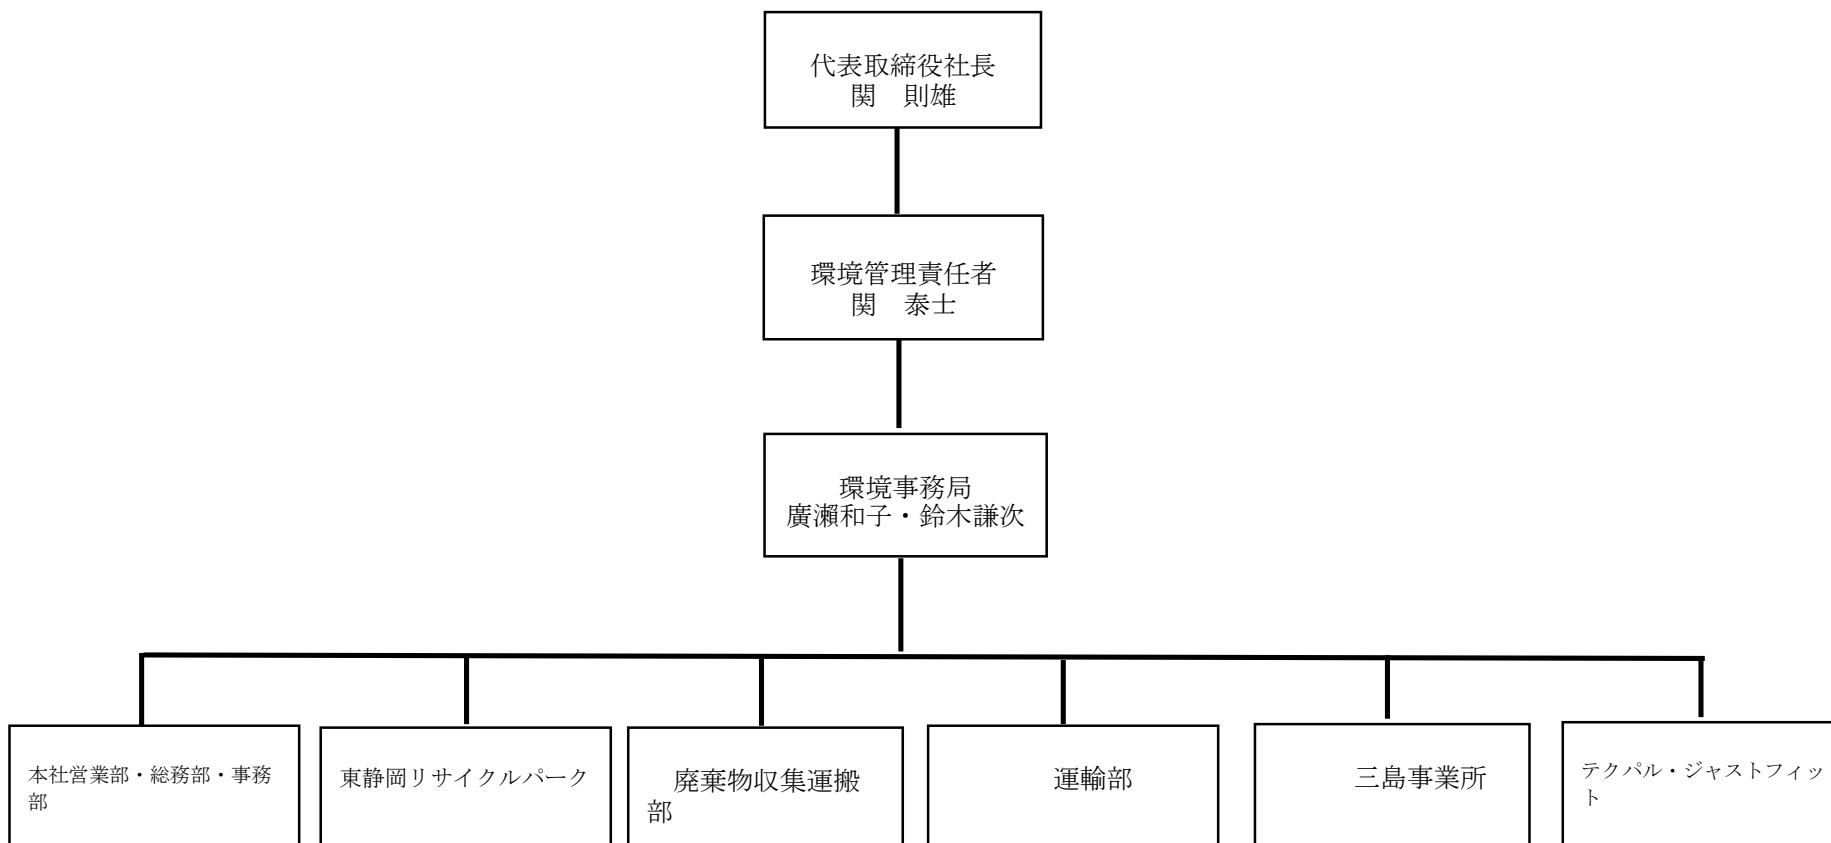 代表取締役社長
関　則雄
環境管理責任者
関　泰士
環境事務局
廣瀬和子・鈴木謙次
本社営業部・総務部・事務
部
東静岡リサイクルパーク
廃棄物収集運搬
部
運輸部
三島事業所
テクパル・ジャストフィッ
ト